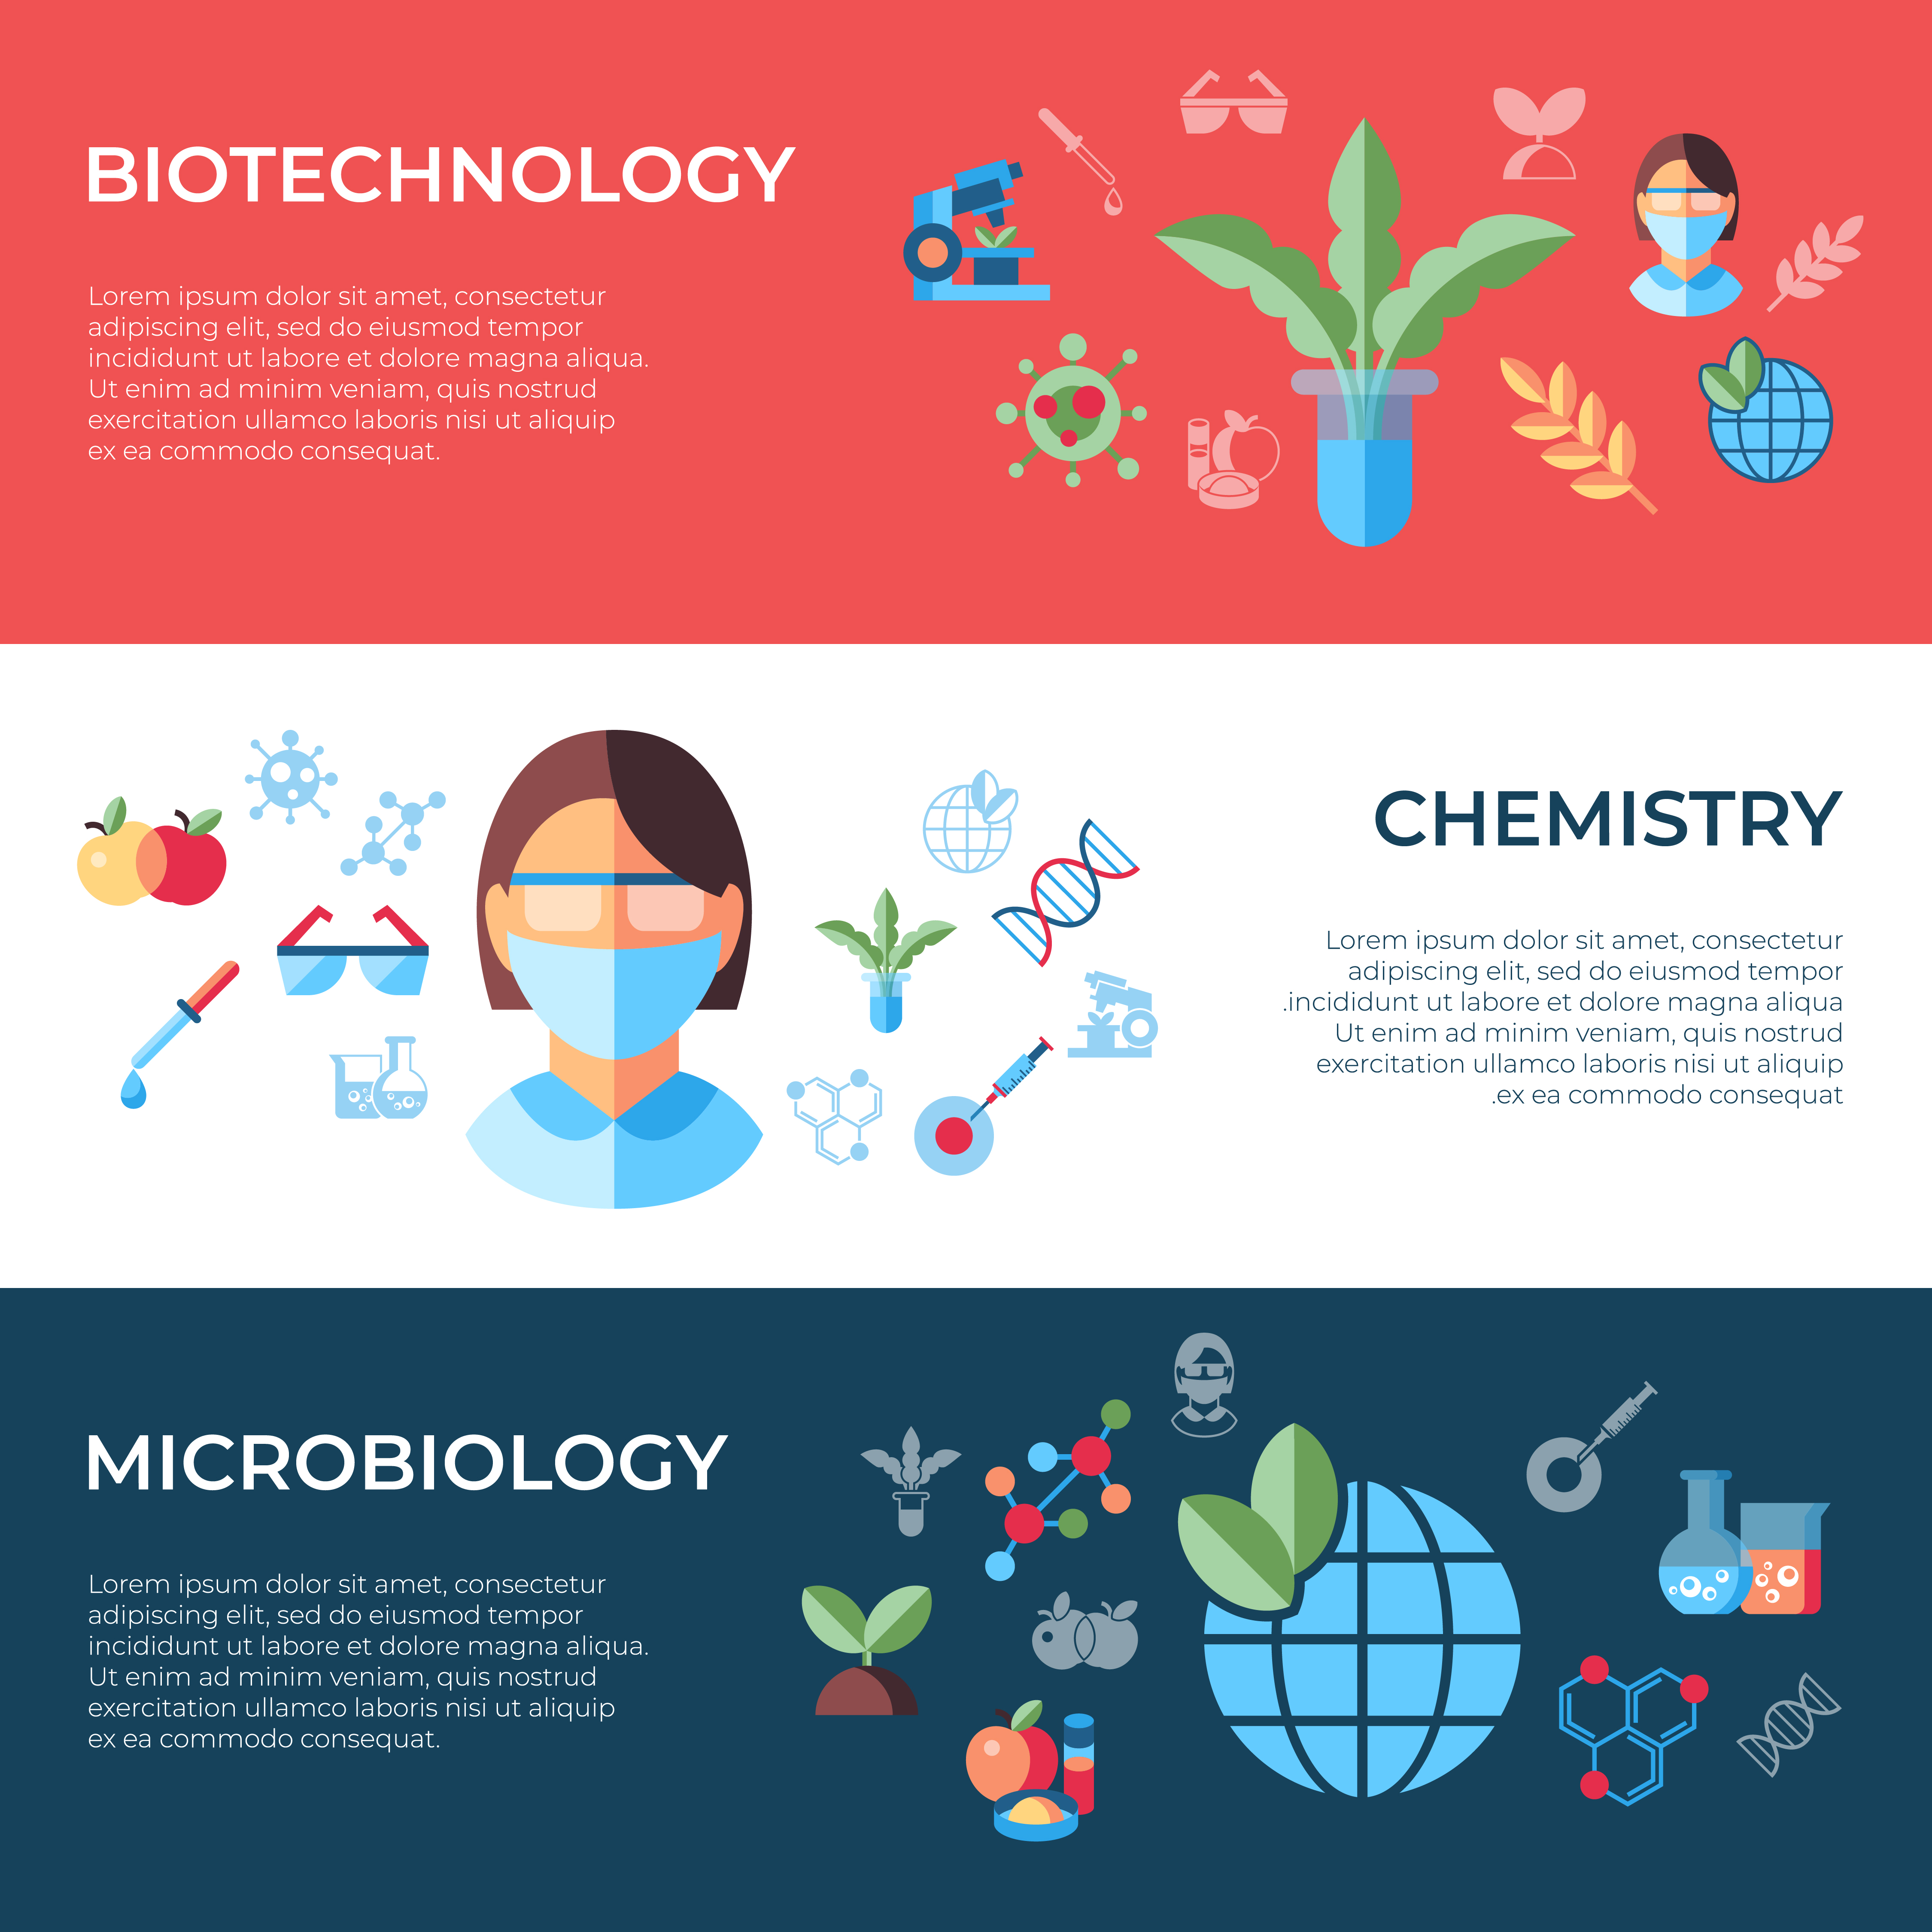 BIOTECHNOLOGY
Lorem ipsum dolor sit amet, consectetur
adipiscing elit, sed do eiusmod tempor
incididunt ut labore et dolore magna aliqua.
Ut enim ad minim veniam, quis nostrud
exercitation ullamco laboris nisi ut aliquip
ex ea commodo consequat.
CHEMISTRY
Lorem ipsum dolor sit amet, consectetur
adipiscing elit, sed do eiusmod tempor
.incididunt ut labore et dolore magna aliqua
Ut enim ad minim veniam, quis nostrud
exercitation ullamco laboris nisi ut aliquip
.ex ea commodo consequat
MICROBIOLOGY
Lorem ipsum dolor sit amet, consectetur
adipiscing elit, sed do eiusmod tempor
incididunt ut labore et dolore magna aliqua.
Ut enim ad minim veniam, quis nostrud
exercitation ullamco laboris nisi ut aliquip
ex ea commodo consequat.